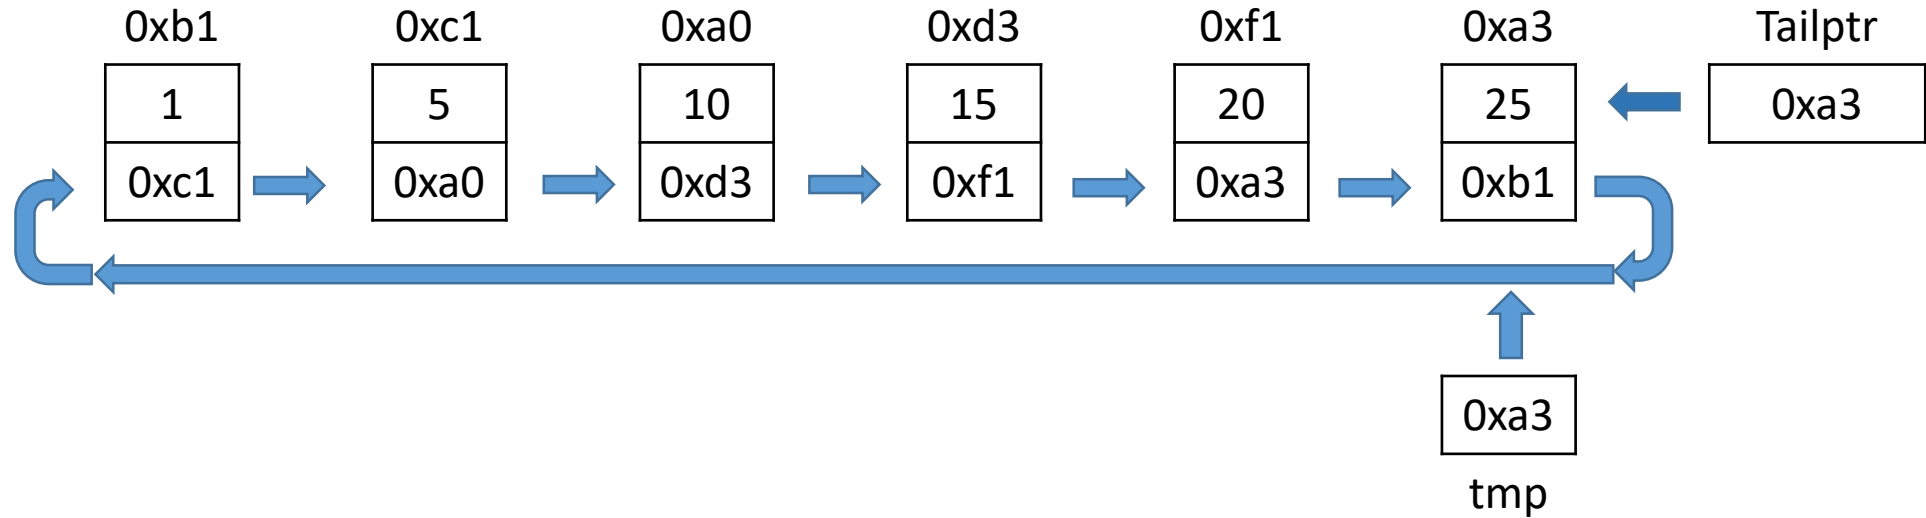 0xb1 0xc1 0xa0 0xd3 0xf1 0xa3 Tailptr
1 5 10 15 20 25 0xa3
0xc1 0xa0 0xd3 0xf1 0xa3 0xb1
0xa3
tmp